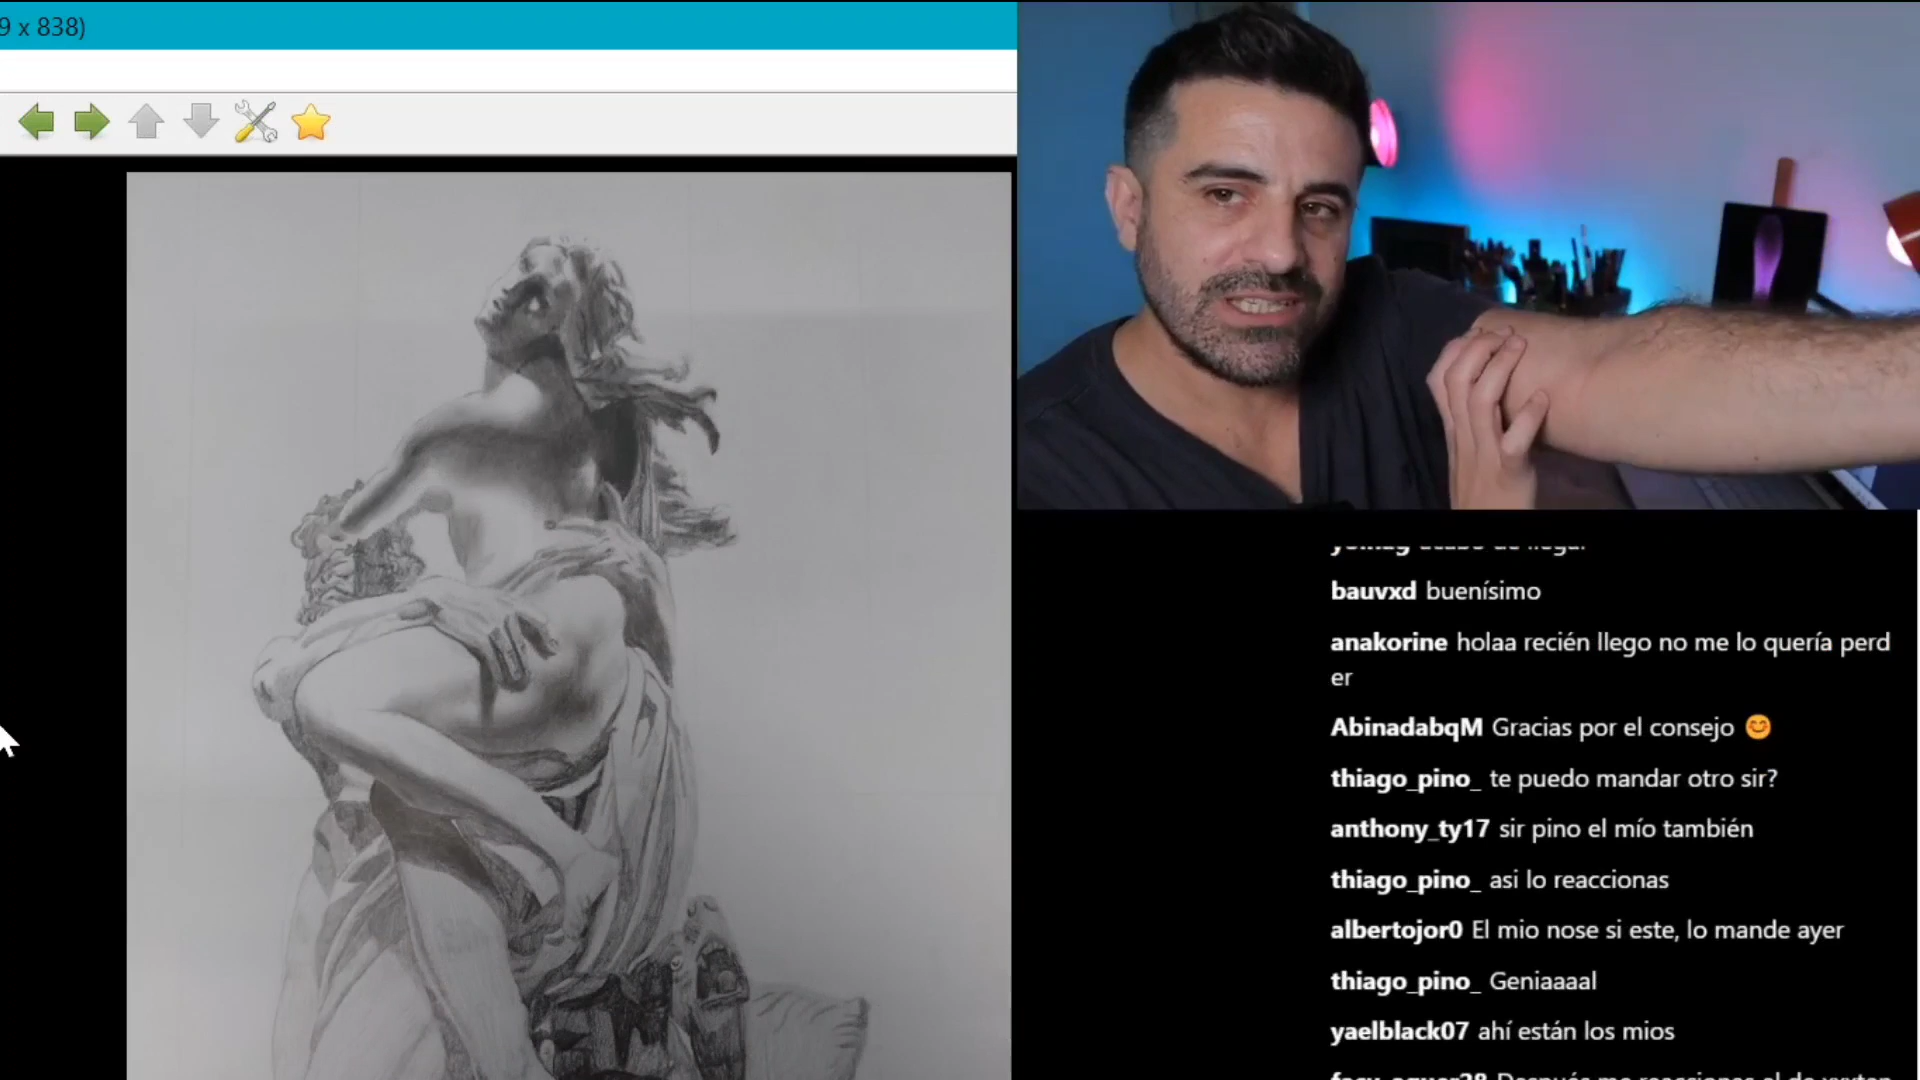 9 x 838)
bauvxd buenísimo
anakorine holaa recién llego no me lo quería perd
er
AbinadabqM Gracias por el consejo 😊
thiago_pino_ te puedo mandar otro sir?
anthony_ty17 sir pino el mío también
thiago_pino_ asi lo reaccionas
albertojor0 El mio nose si este, lo mande ayer
thiago_pino_ Geniaaaal
yaelblack07 ahí están los mios